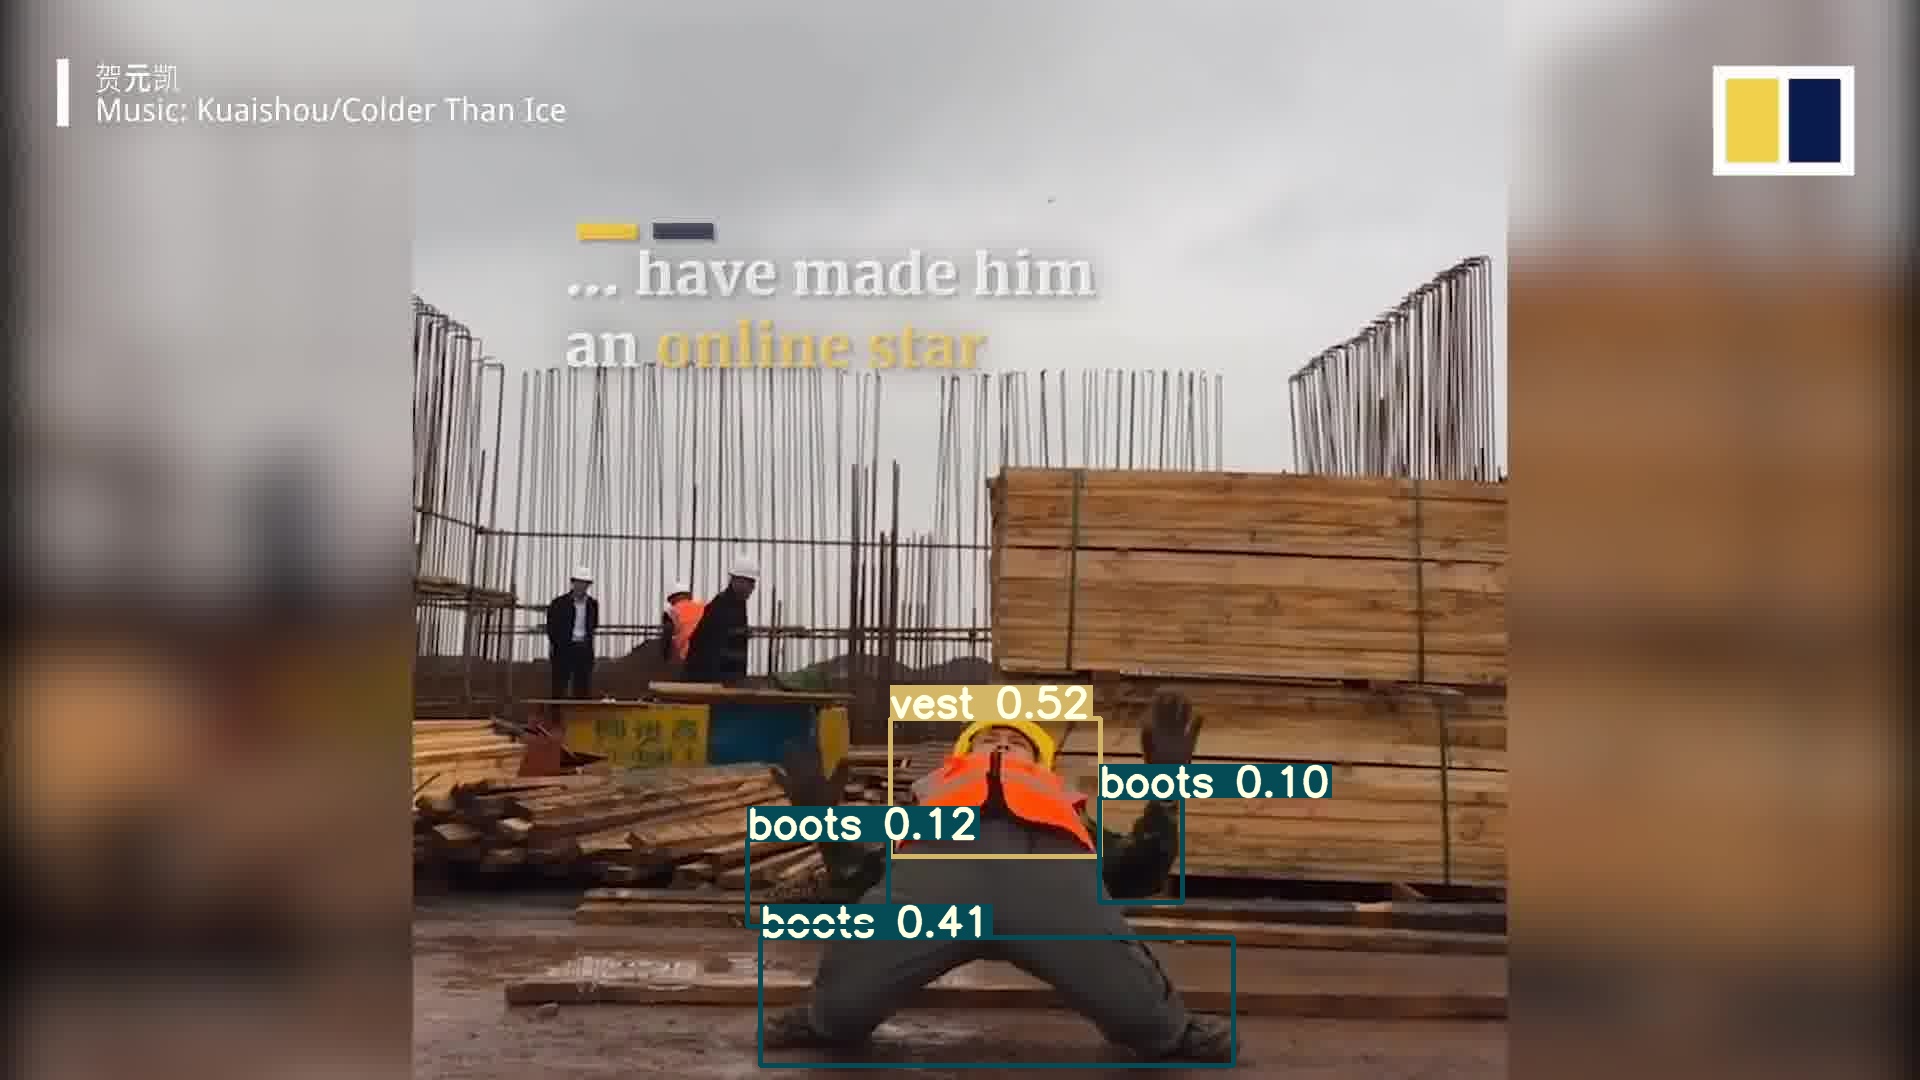 贺元凯
Music: Kuaishou/Colder Than Ice
... have made him
an online star
vest 0.52
boots 0.10
boots 0.12
boots 0.41